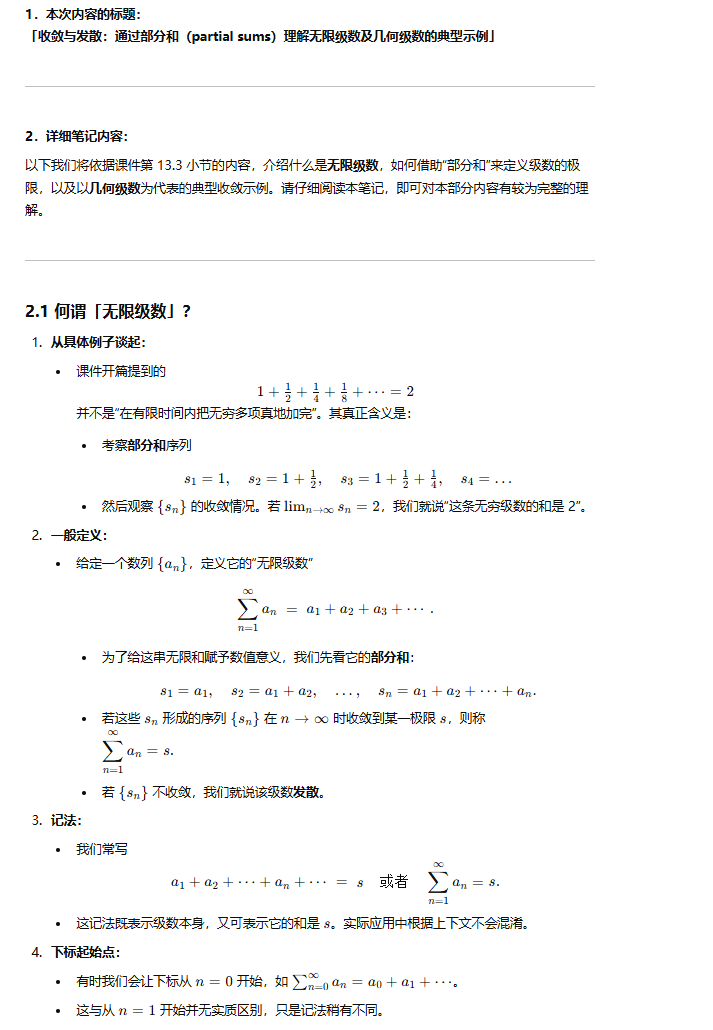 1. 本次内容的标题：
「收敛与发散：通过部分和（partial sums）理解无限级数及几何级数的典型示例」
2. 详细笔记内容：
以下我们将依据课件第 13.3 小节的内容，介绍什么是无限级数，如何借助“部分和”来定义级数的极
限，以及以几何级数为代表的典型收敛示例。请仔细阅读本笔记，即可对本部分内容有较为完整的理
解。
2.1 何谓「无限级数」？
1. 从具体例子谈起：
• 课件开篇提到的
1 + 1/2 + 1/4 + 1/8 + ··· = 2
并不是“在有限时间内把无穷多项真地加完”。其真正含义是：
• 考察部分和序列
s₁ = 1, s₂ = 1 + 1/2, s₃ = 1 + 1/2 + 1/4, s₄ = ...
• 然后观察 {sₙ} 的收敛情况。若 lim_{n→∞} sₙ = 2，我们就说“这条无穷级数的和是 2”。
2. 一般定义：
• 给定一个数列 {aₙ}，定义它的“无限级数”
∑_{n=1}^{∞} aₙ = a₁ + a₂ + a₃ + ··· .
• 为了给这串无限和赋予数值意义，我们先看它的部分和：
s₁ = a₁, s₂ = a₁ + a₂, ..., sₙ = a₁ + a₂ + ··· + aₙ.
• 若这些 sₙ 形成的序列 {sₙ} 在 n → ∞ 时收敛到某一极限 s，则称
∑_{n=1}^{∞} aₙ = s.
• 若 {sₙ} 不收敛，我们就说该级数发散。
3. 记法：
• 我们常写
a₁ + a₂ + ··· + aₙ + ··· = s 或者 ∑_{n=1}^{∞} aₙ = s.
• 这记法既表示级数本身，又可表示它的和是 s。实际应用中根据上下文不会混淆。
4. 下标起始点：
• 有时我们会让下标从 n = 0 开始，如 ∑_{n=0}^{∞} aₙ = a₀ + a₁ + ···。
• 这与从 n = 1 开始并无实质区别，只是记法稍有不同。